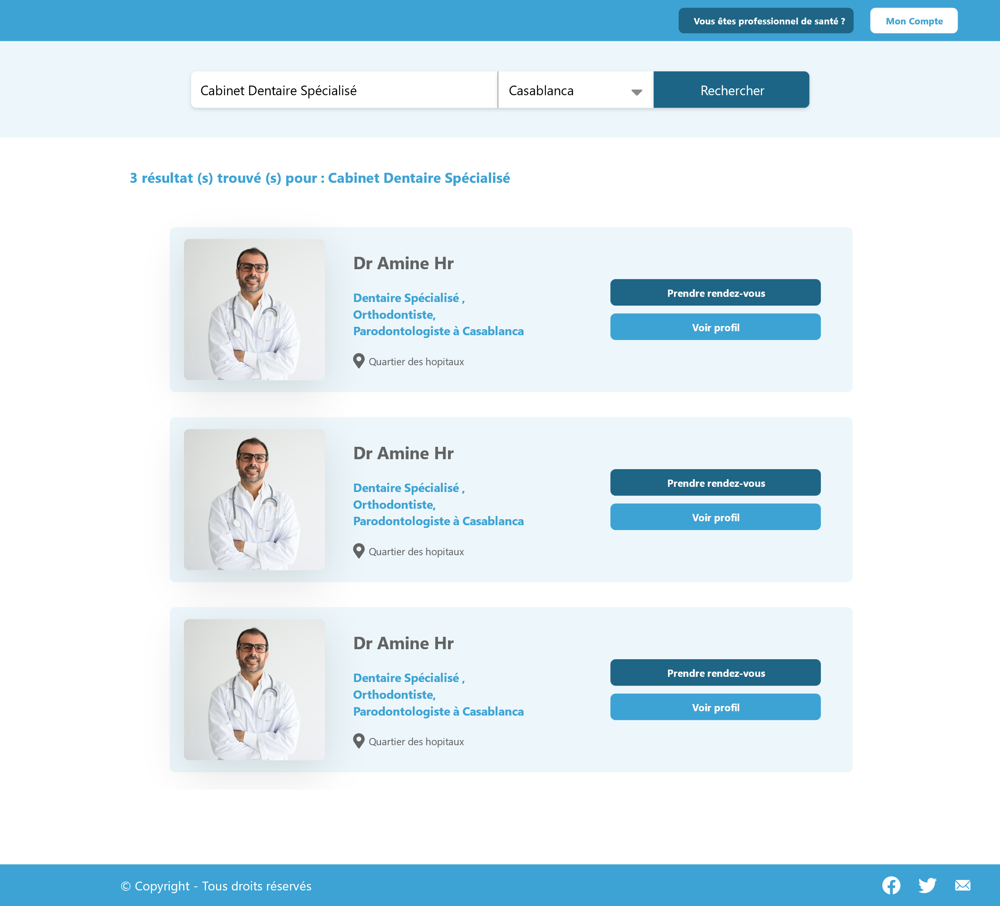 Vous êtes professionnel de santé ?
Mon Compte
Cabinet Dentaire Spécialisé
Casablanca
Rechercher
3 résultat (s) trouvé (s) pour : Cabinet Dentaire Spécialisé
Dr Amine Hr
Dentaire Spécialisé ,
Orthodontiste,
Parodontologiste à Casablanca
Quartier des hopitaux
Prendre rendez-vous
Voir profil
Dr Amine Hr
Dentaire Spécialisé ,
Orthodontiste,
Parodontologiste à Casablanca
Quartier des hopitaux
Prendre rendez-vous
Voir profil
Dr Amine Hr
Dentaire Spécialisé ,
Orthodontiste,
Parodontologiste à Casablanca
Quartier des hopitaux
Prendre rendez-vous
Voir profil
© Copyright - Tous droits réservés